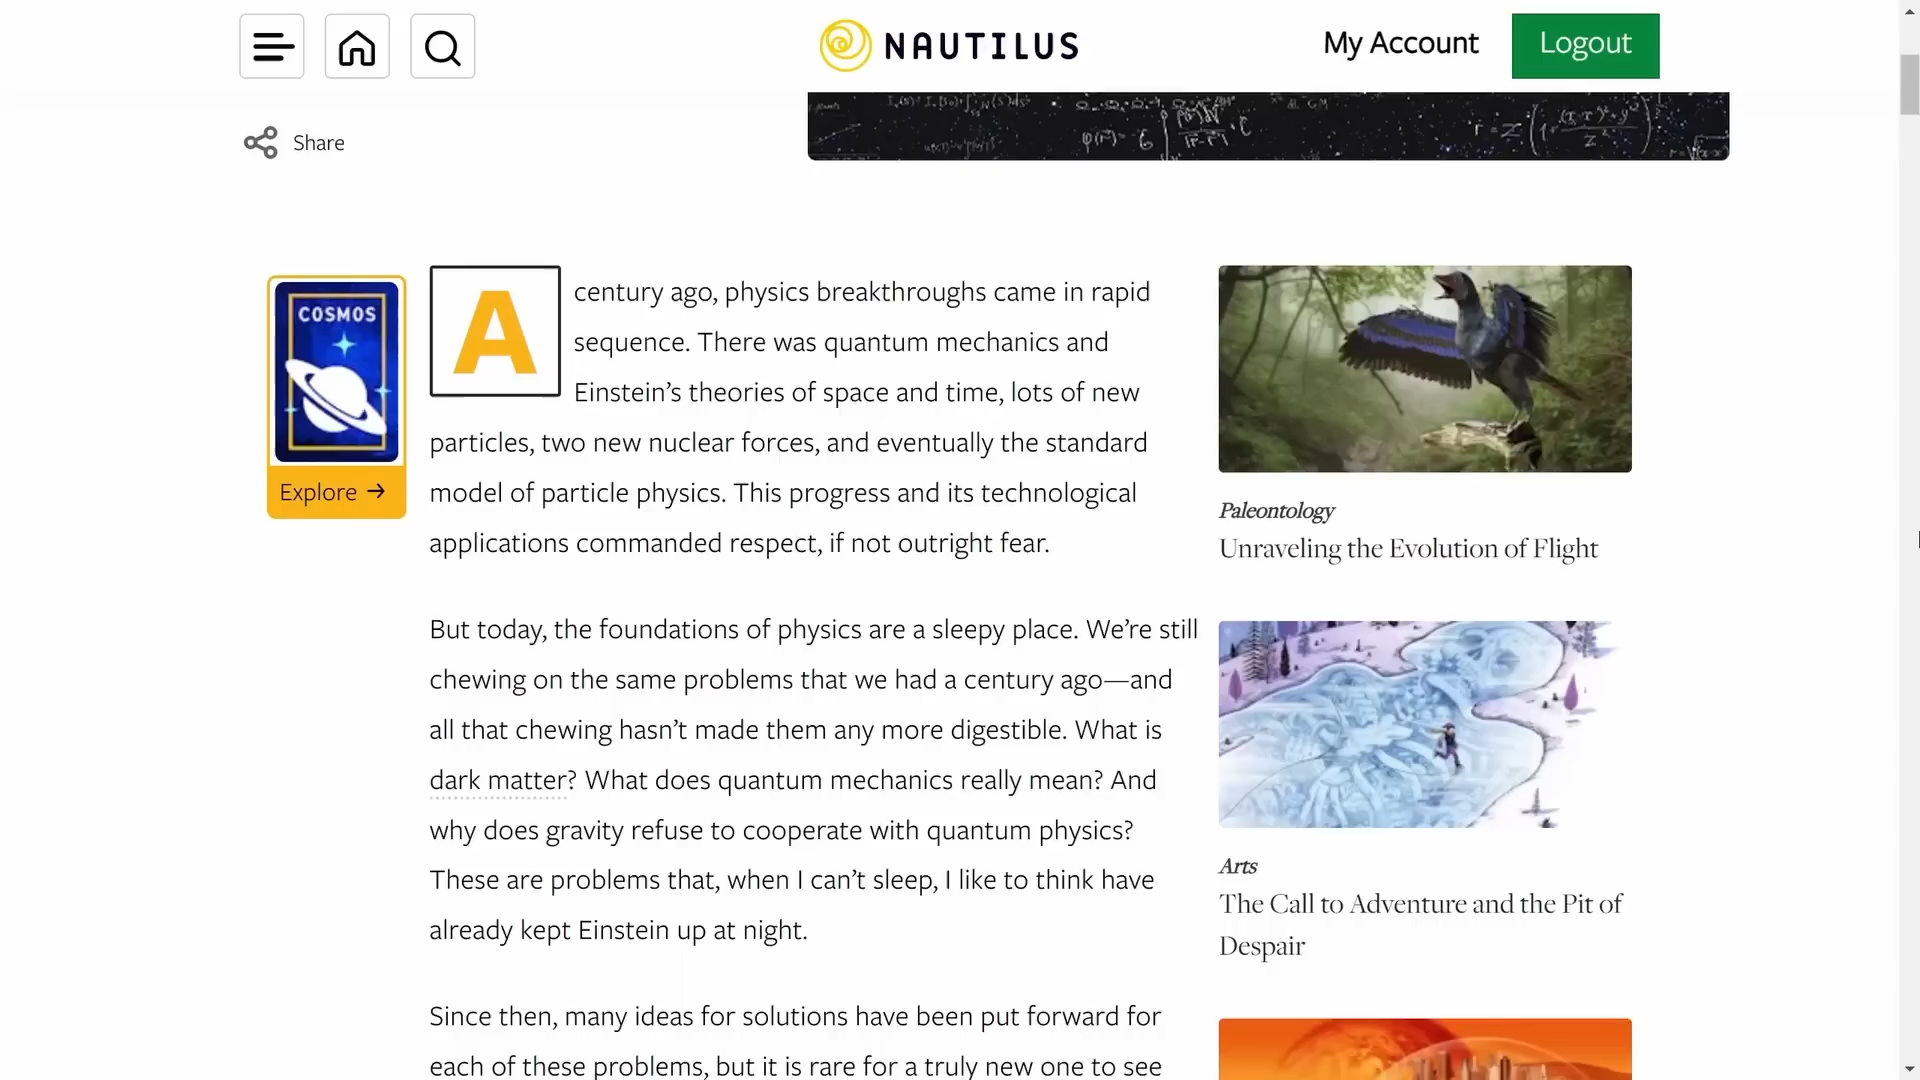 NAUTILUS
My Account
Logout
Share
COSMOS
Explore
A
century ago, physics breakthroughs came in rapid
sequence. There was quantum mechanics and
Einstein’s theories of space and time, lots of new
particles, two new nuclear forces, and eventually the standard
model of particle physics. This progress and its technological
applications commanded respect, if not outright fear.
But today, the foundations of physics are a sleepy place. We’re still
chewing on the same problems that we had a century ago—and
all that chewing hasn’t made them any more digestible. What is
dark matter? What does quantum mechanics really mean? And
why does gravity refuse to cooperate with quantum physics?
These are problems that, when I can’t sleep, I like to think have
already kept Einstein up at night.
Since then, many ideas for solutions have been put forward for
each of these problems, but it is rare for a truly new one to see
Paleontology
Unraveling the Evolution of Flight
Arts
The Call to Adventure and the Pit of
Despair